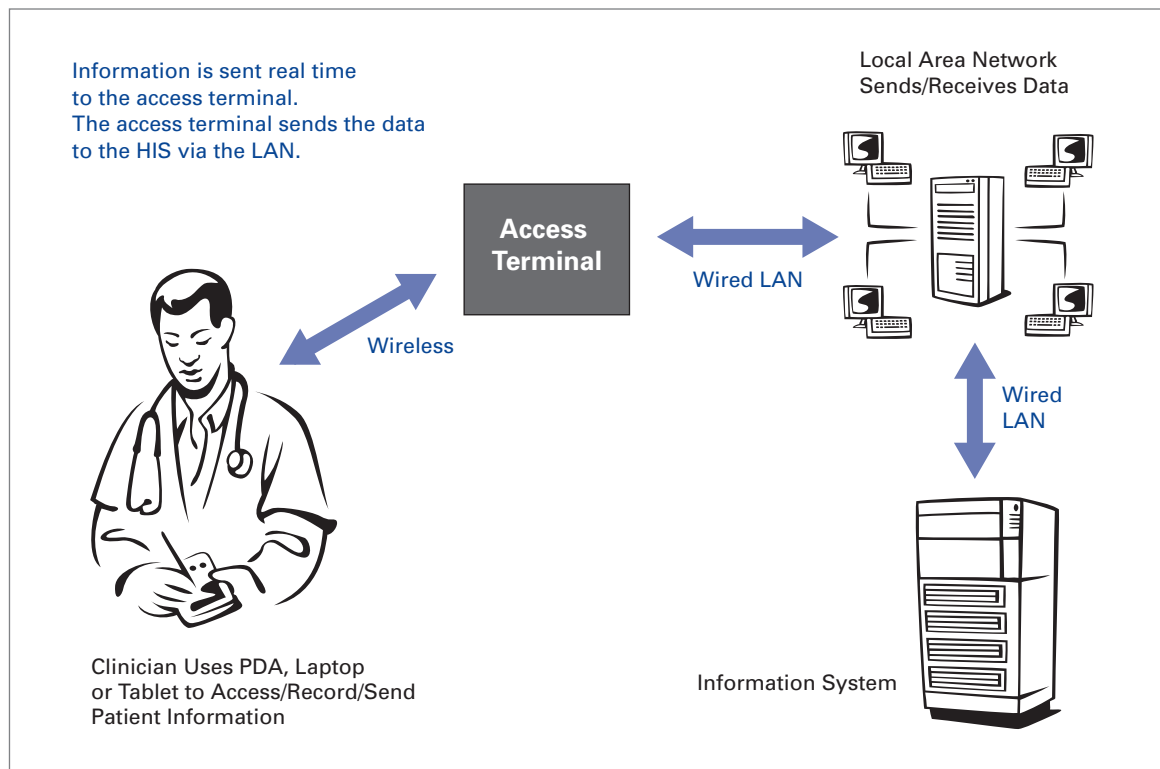 Information is sent real time
to the access terminal.
The access terminal sends the data
to the HIS via the LAN.
Local Area Network
Sends/Receives Data
Access
Terminal
Wired LAN
Wireless
Wired
LAN
Clinician Uses PDA, Laptop
or Tablet to Access/Record/Send
Patient Information
Information System